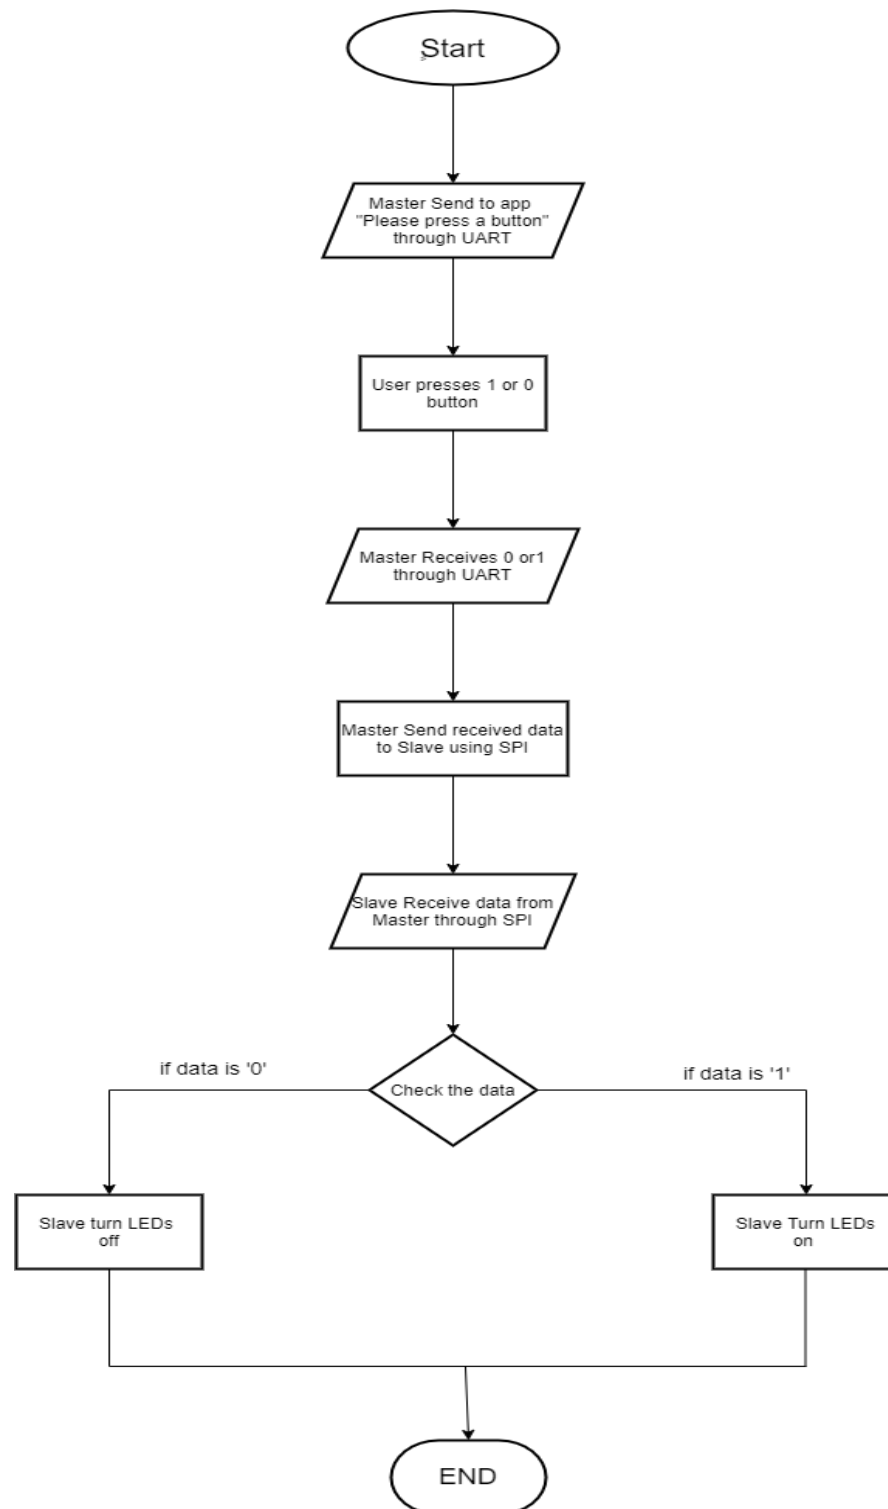 Start
Master Send to app
"Please press a button"
through UART
User presses 1 or 0
button
Master Receives 0 or1
through UART
Master Send received data
to Slave using SPI
Slave Receive data from
Master through SPI
if data is '0'
Check the data
if data is '1'
Slave turn LEDs
off
Slave Turn LEDs
on
END